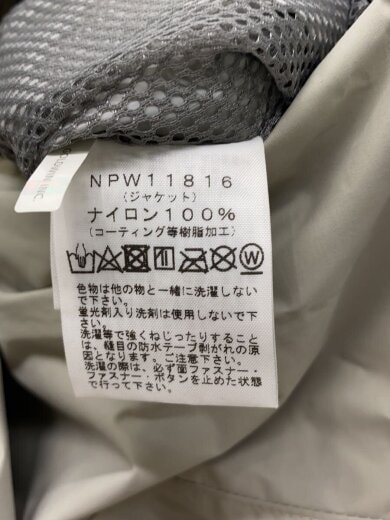 NPW11816
(ジャケット)
ナイロン100%
(コーティング等樹脂加工)
W
色物は他の物と一緒に洗濯しない
で下さい。
蛍光剤入り洗剤は使用しないで下
さい。
洗濯等で強くねじったりすること
は、縫目の防水テープ剥がれの原
因となります。ご注意下さい。
洗濯の際は、必ず面ファスナー・
ファスナー・ボタンを止めた状態
で行って下さい。